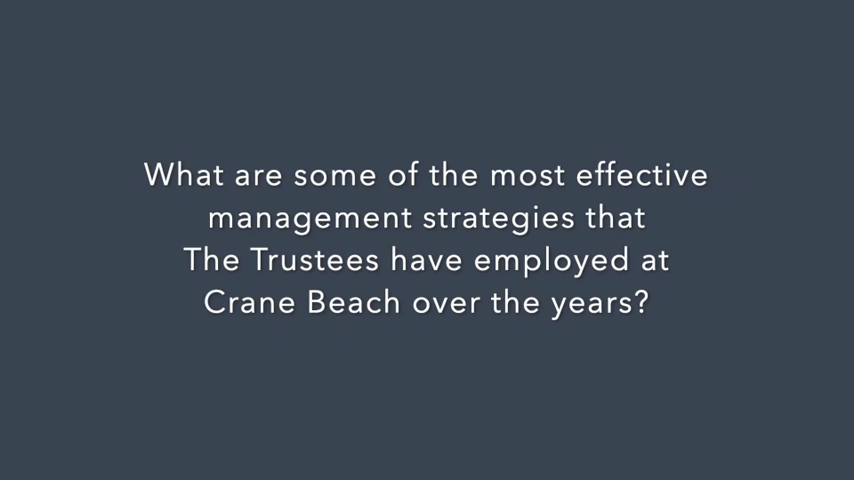 What are some of the most effective
management strategies that
The Trustees have employed at
Crane Beach over the years?